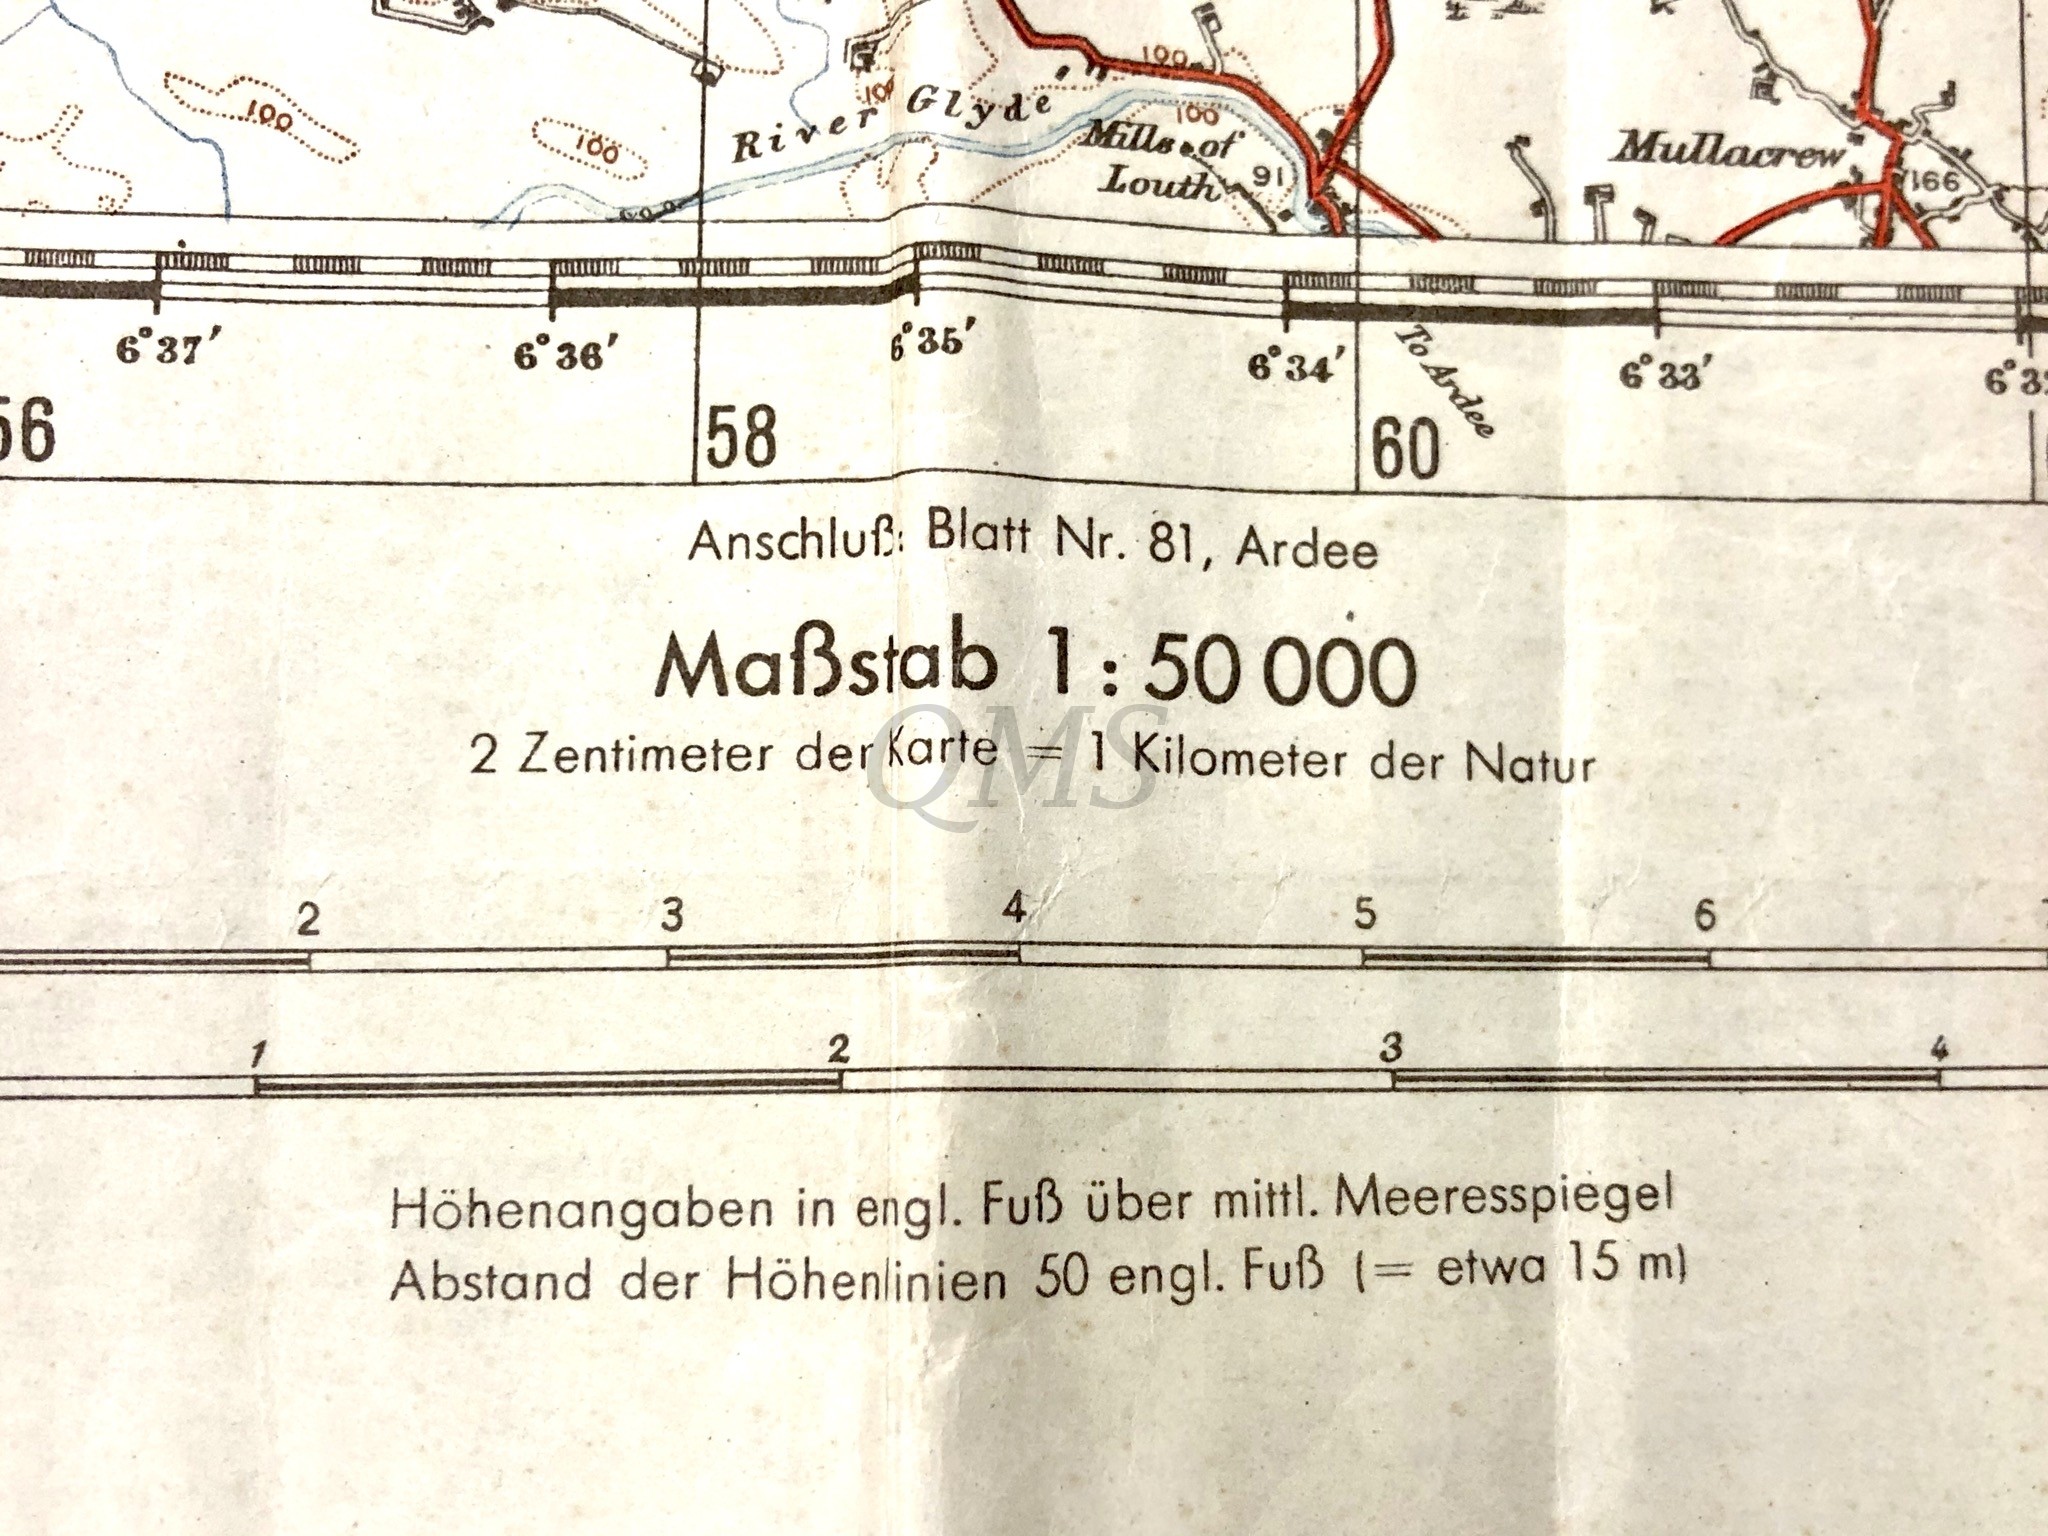 100
100
100
100
100
River Glyde
Mills of
Louth
91
Mullacrew
166
6°37′
6°36′
6°35′
6°34′
6°33′
To Ardee
56
58
60
Anschluß: Blatt Nr. 81, Ardee
Maßstab 1 : 50 000
2 Zentimeter der Karte = 1 Kilometer der Natur
QMS
2 3 4 5 6
1 2 3 4
Höhenangaben in engl. Fuß über mittl. Meeresspiegel
Abstand der Höhenlinien 50 engl. Fuß (= etwa 15 m)